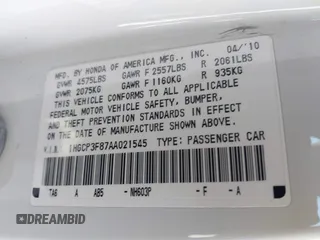 MFG. BY HONDA OF AMERICA MFG., INC. 04/'10
GVWR 4575LBS GAWR F 2557LBS R 2061LBS
GVWR 2075KG GAWR F 1160KG R 935KG
THIS VEHICLE CONFORMS TO ALL APPLICABLE
FEDERAL MOTOR VEHICLE SAFETY, BUMPER,
AND THEFT PREVENTION STANDARDS IN EFFECT
ON THE DATE OF MANUFACTURE SHOWN ABOVE.
V.I.N. 1HGCP3F87AA021545 TYPE: PASSENGER CAR
TA6 A AB5 - NH603P - F - A
DREAMBID